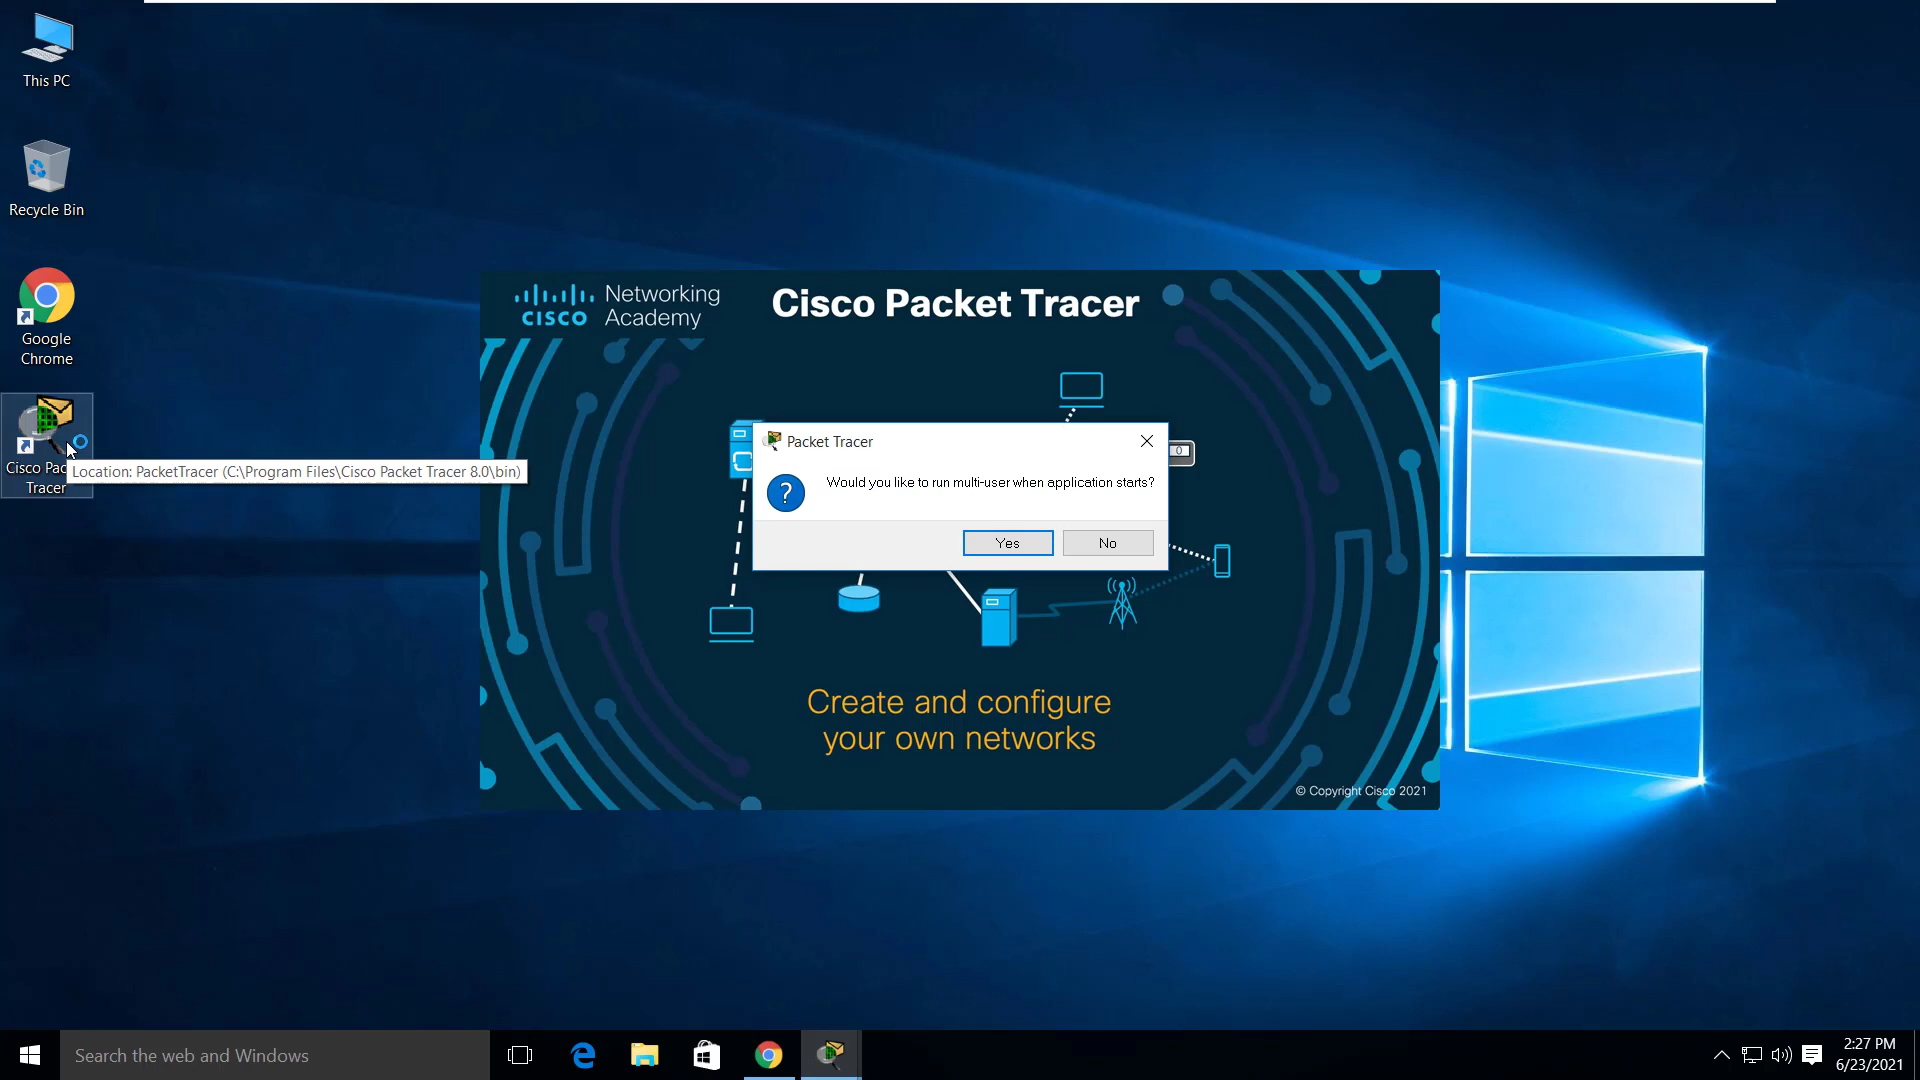 This PC
Recycle Bin
Google
Chrome
Cisco Pac
Tracer
Location: PacketTracer (C:\Program Files\Cisco Packet Tracer 8.0\bin)
Networking
Academy
CISCO
Cisco Packet Tracer
0
Packet Tracer
?
Would you like to run multi-user when application starts?
Yes
No
Create and configure
your own networks
© Copyright Cisco 2021
Search the web and Windows
2:27 PM
6/23/2021